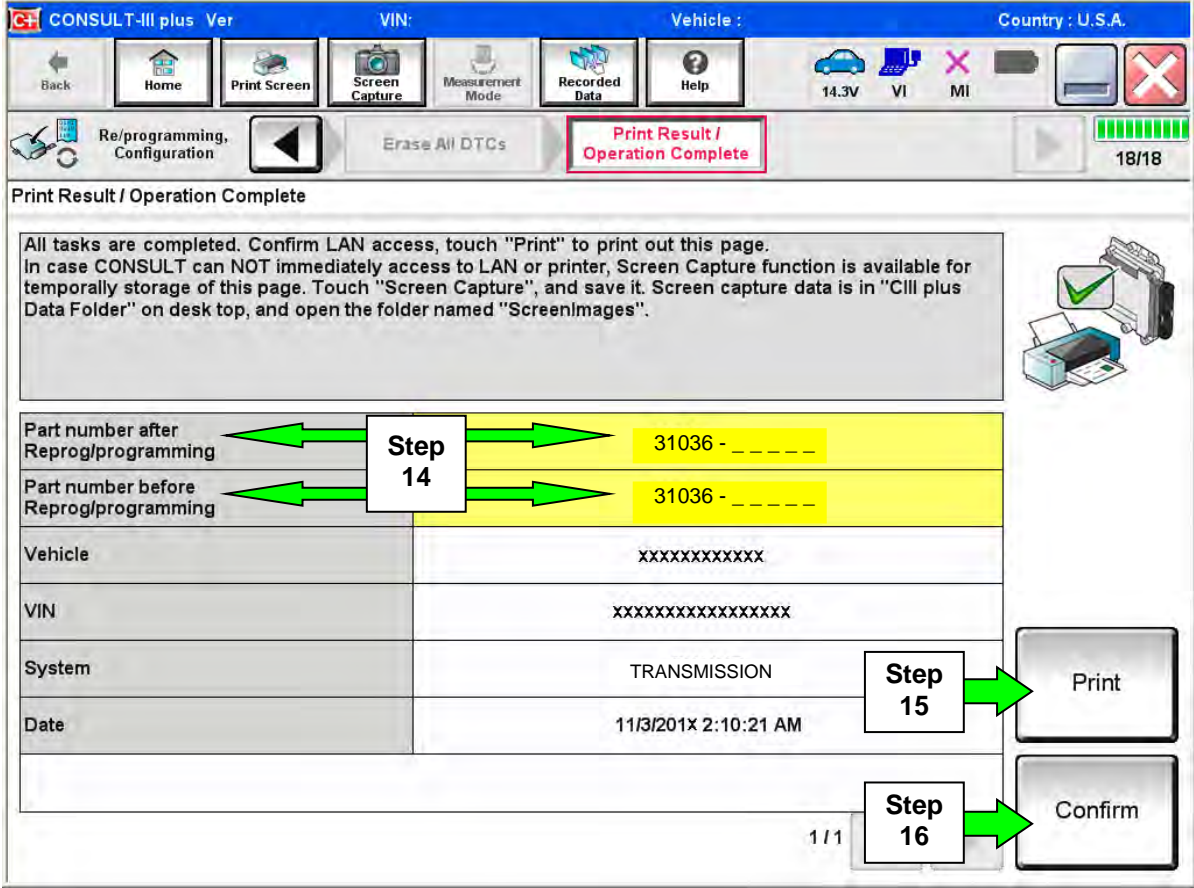 C+ CONSULT-III plus Ver VIN: Vehicle : Country : U.S.A.
Back Home Print Screen Screen Capture Measurement Mode Recorded Data Help 14.3V VI MI
Re/programming, Configuration Erase All DTCs Print Result / Operation Complete 18/18
Print Result / Operation Complete
All tasks are completed. Confirm LAN access, touch "Print" to print out this page.
In case CONSULT can NOT immediately access to LAN or printer, Screen Capture function is available for
temporally storage of this page. Touch "Screen Capture", and save it. Screen capture data is in "CIII plus
Data Folder" on desk top, and open the folder named "ScreenImages".
Part number after
Reprog/programming
31036 - _ _ _ _ _
Step
14
Part number before
Reprog/programming
31036 - _ _ _ _ _
Vehicle xxxxxxxxxxxx
VIN xxxxxxxxxxxxxxxxx
System TRANSMISSION
Step
15
Print
Date 11/3/201X 2:10:21 AM
Step
16
Confirm
1 / 1